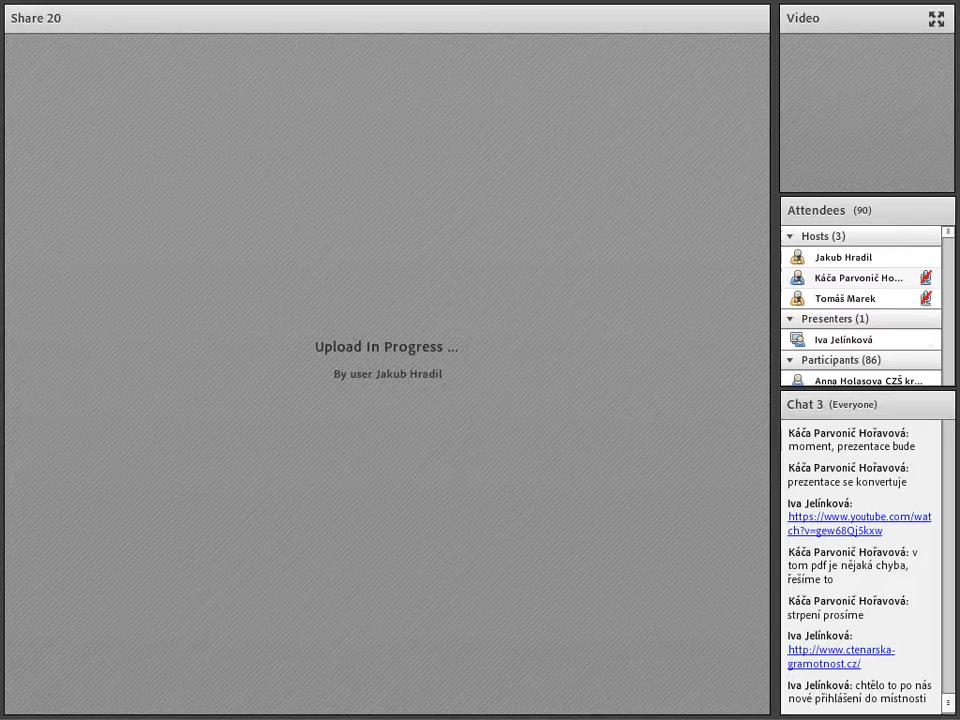 Share 20
Upload In Progress ...
By user Jakub Hradil
Video
Attendees (90)
Hosts (3)
Jakub Hradil
Káča Parvonič Ho...
Tomáš Marek
Presenters (1)
Iva Jelínková
Participants (86)
Anna Holasova CZŠ kr...
Chat 3 (Everyone)
Káča Parvonič Hořavová:
moment, prezentace bude
Káča Parvonič Hořavová:
prezentace se konvertuje
Iva Jelínková:
https://www.youtube.com/wat
ch?v=gew68Qj5kxw
Káča Parvonič Hořavová: v
tom pdf je nějaká chyba,
řešíme to
Káča Parvonič Hořavová:
strpení prosíme
Iva Jelínková:
http://www.ctenarska-
gramotnost.cz/
Iva Jelínková: chtělo to po nás
nové přihlášení do místnosti